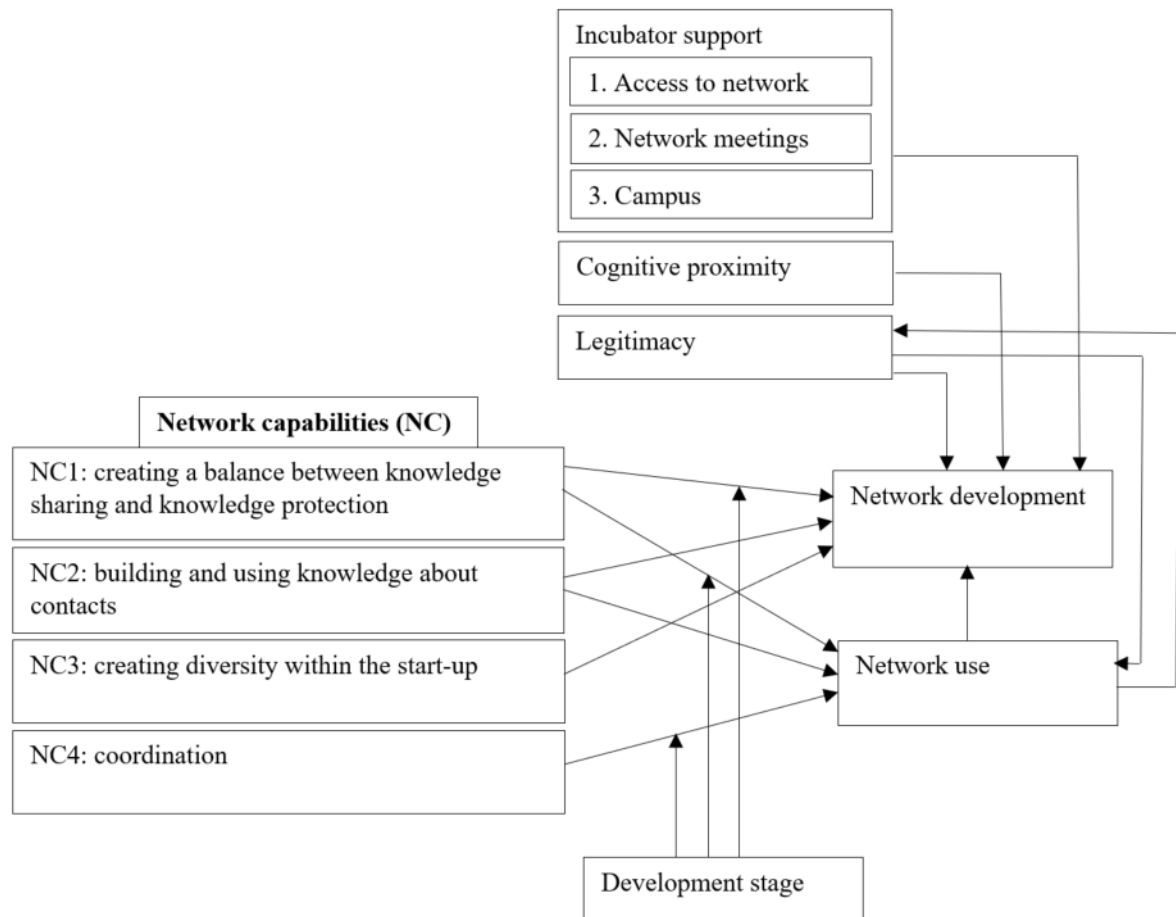 Incubator support
1. Access to network
2. Network meetings
3. Campus
Cognitive proximity
Legitimacy
Network capabilities (NC)
NC1: creating a balance between knowledge
sharing and knowledge protection
NC2: building and using knowledge about
contacts
NC3: creating diversity within the start-up
NC4: coordination
Network development
Network use
Development stage